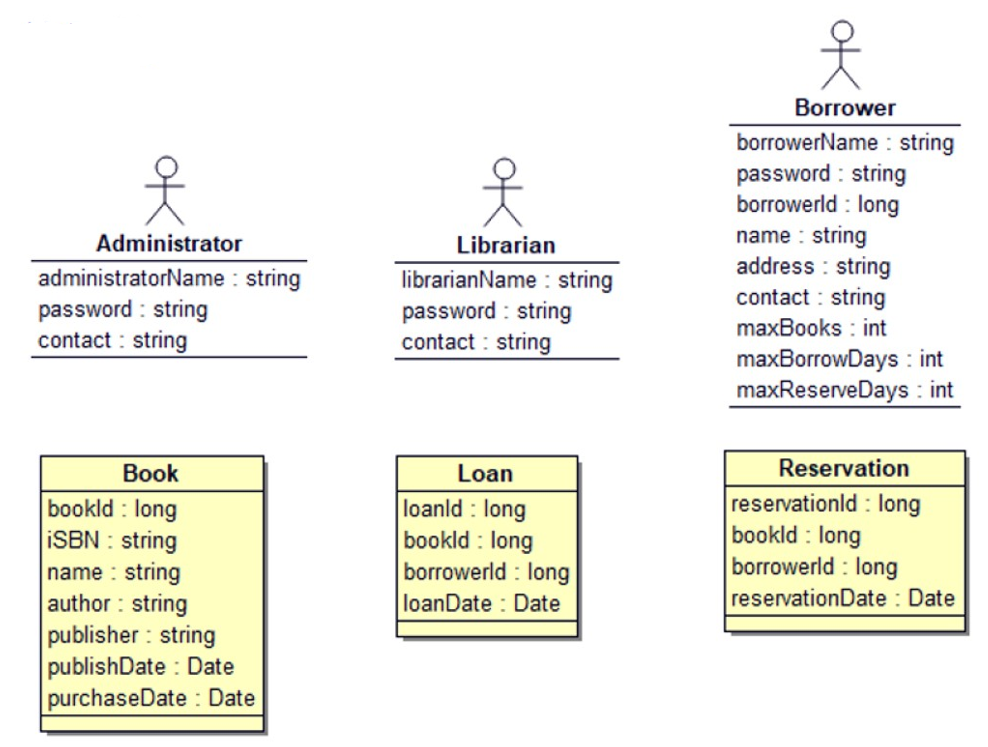 Administrator
administratorName : string
password : string
contact : string
Librarian
librarianName : string
password : string
contact : string
Borrower
borrowerName : string
password : string
borrowerId : long
name : string
address : string
contact : string
maxBooks : int
maxBorrowDays : int
maxReserveDays : int
Book
bookId : long
iSBN : string
name : string
author : string
publisher : string
publishDate : Date
purchaseDate : Date
Loan
loanId : long
bookId : long
borrowerId : long
loanDate : Date
Reservation
reservationId : long
bookId : long
borrowerId : long
reservationDate : Date